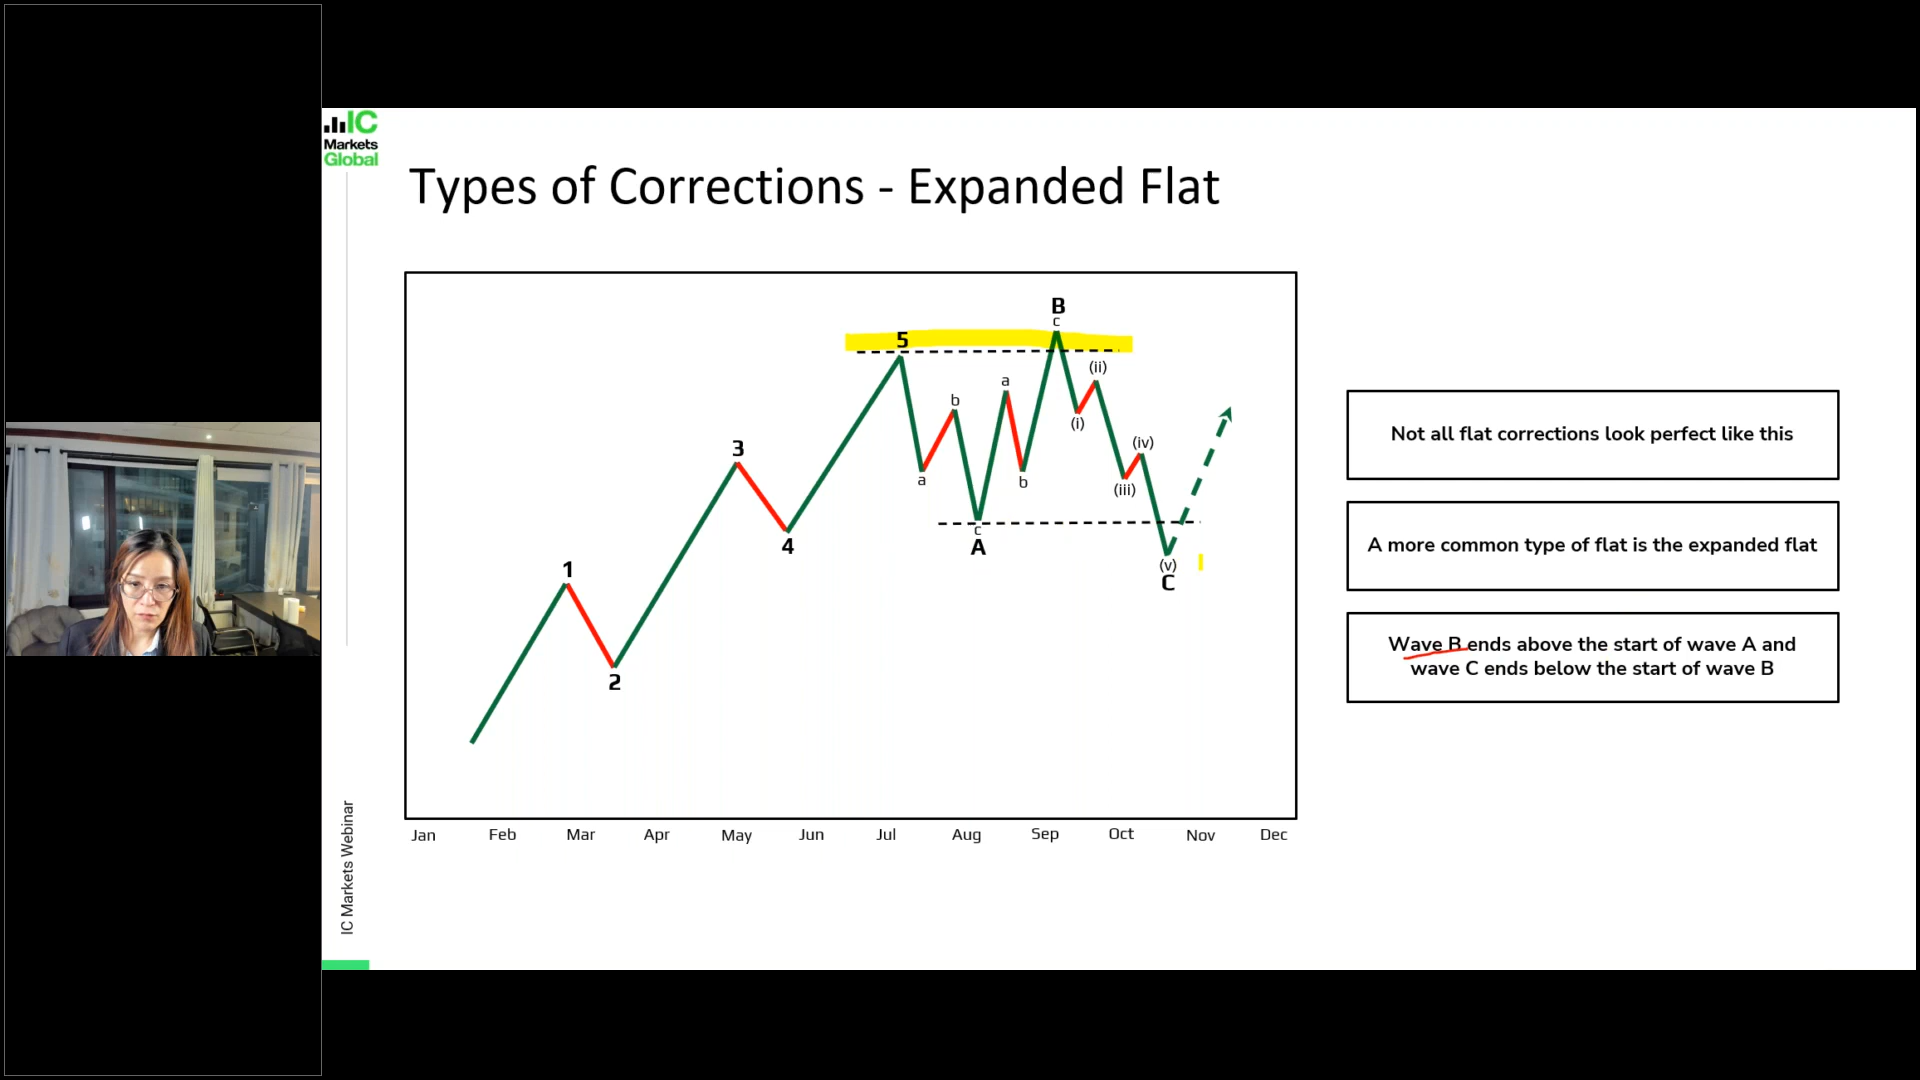 IC
Markets
Global
Types of Corrections - Expanded Flat
B
c
5
(ii)
a
b
(i)
(iv)
3
a
b
(iii)
c
A
4
(v)
C
1
2
Not all flat corrections look perfect like this
A more common type of flat is the expanded flat
Wave B ends above the start of wave A and
wave C ends below the start of wave B
Jan Feb Mar Apr May Jun Jul Aug Sep Oct Nov Dec
IC Markets Webinar